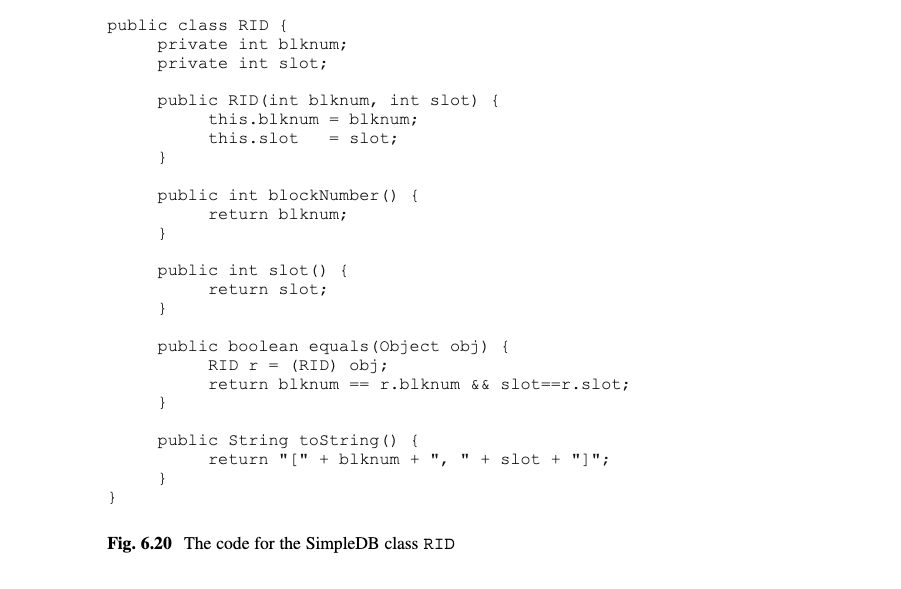 public class RID {
private int blknum;
private int slot;
public RID(int blknum, int slot) {
this.blknum = blknum;
this.slot   = slot;
}
public int blockNumber() {
return blknum;
}
public int slot() {
return slot;
}
public boolean equals(Object obj) {
RID r = (RID) obj;
return blknum == r.blknum && slot==r.slot;
}
public String toString() {
return "[" + blknum + ", " + slot + "]";
}
}
Fig. 6.20 The code for the SimpleDB class RID